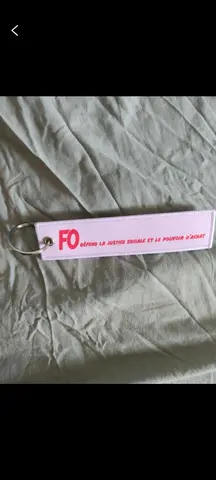 FO DÉFEND LA JUSTICE SOCIALE ET LE POUVOIR D'ACHAT